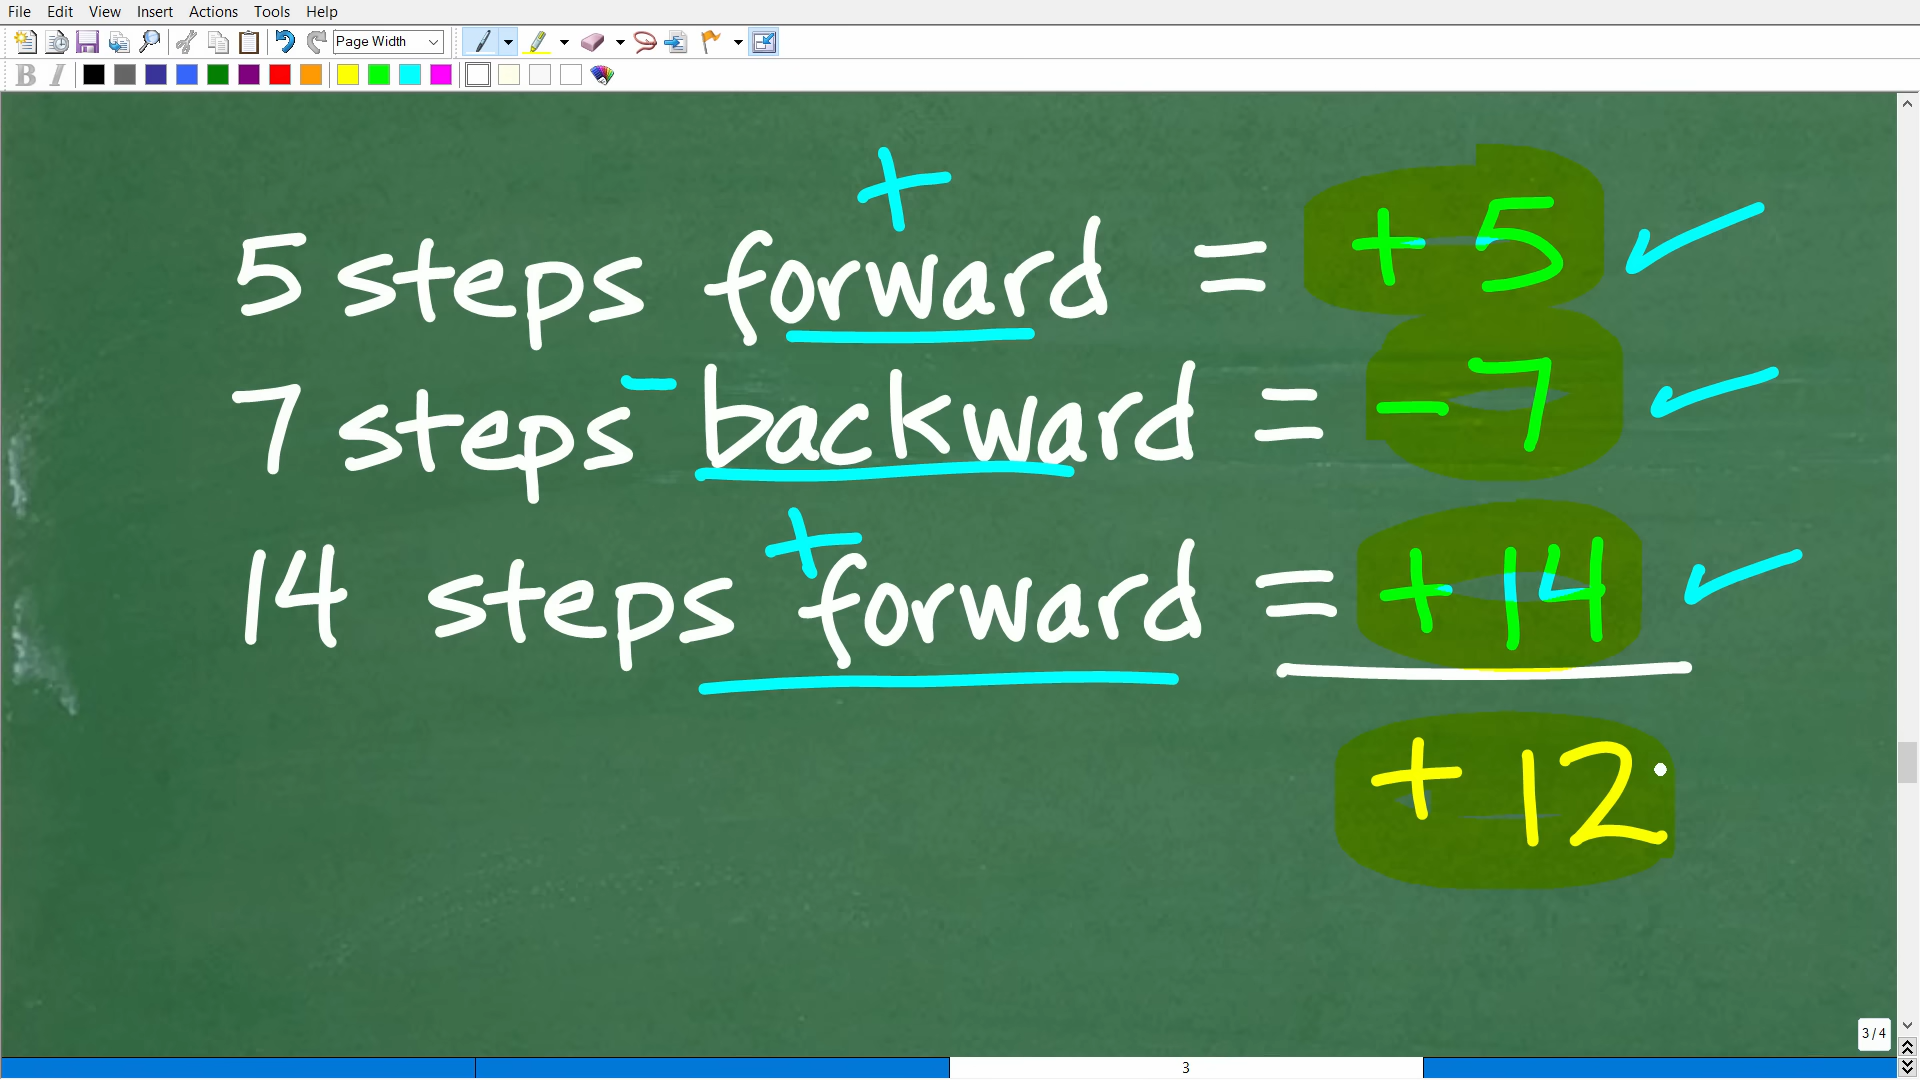 File Edit View Insert Actions Tools Help
Page Width
B I
+
5 steps forward = + 5
7 steps - backward = - 7
+
14 steps forward = + 14
+ 12
3 / 4
3